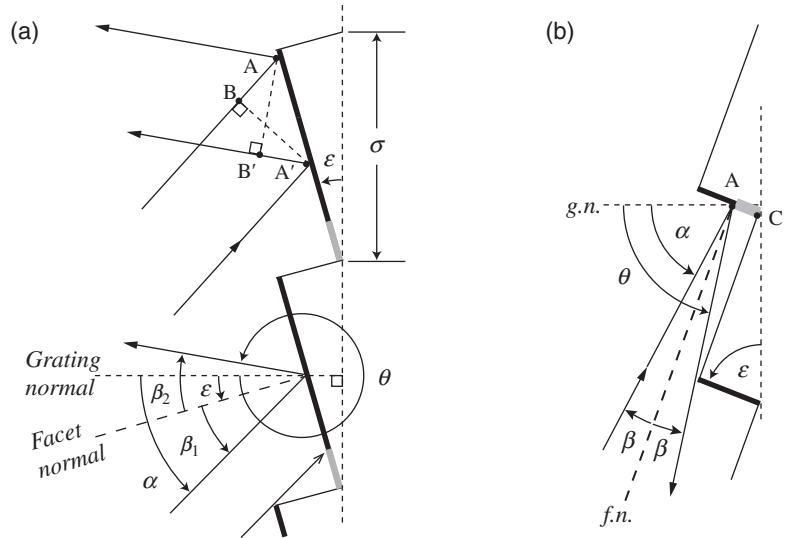 (a)
A
B
B′
A′
ε
σ
Grating
normal
β2
ε
θ
Facet
normal
β1
α
(b)
g.n.
A
C
α
θ
ε
β
β
f.n.